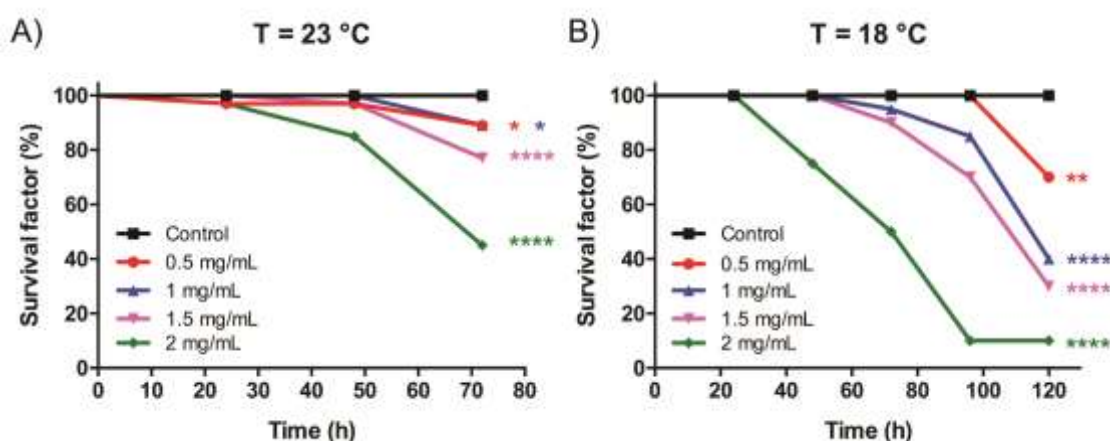 A)
T = 23 °C
Survival factor (%)
100
80
60
40
20
0
Control
0.5 mg/mL
1 mg/mL
1.5 mg/mL
2 mg/mL
* *
****
****
0 10 20 30 40 50 60 70 80
Time (h)
B)
T = 18 °C
Survival factor (%)
100
80
60
40
20
0
Control
0.5 mg/mL
1 mg/mL
1.5 mg/mL
2 mg/mL
**
****
****
****
0 20 40 60 80 100 120
Time (h)